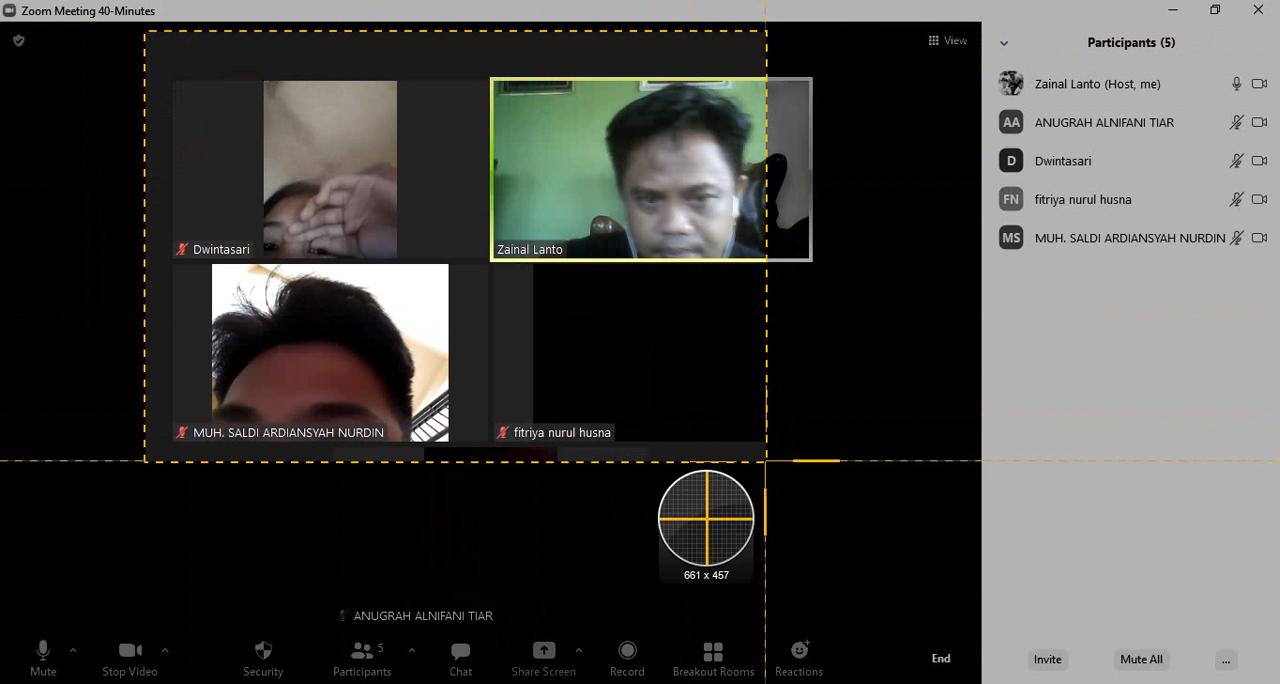 Zoom Meeting 40-Minutes
View
Participants (5)
Zainal Lanto (Host, me)
AA
ANUGRAH ALNIFANI TIAR
D
Dwintasari
FN
fitriya nurul husna
MS
MUH. SALDI ARDIANSYAH NURDIN
Dwintasari
Zainal Lanto
MUH. SALDI ARDIANSYAH NURDIN
fitriya nurul husna
661 x 457
ANUGRAH ALNIFANI TIAR
Mute
Stop Video
Security
5
Participants
Chat
Share Screen
Record
Breakout Rooms
Reactions
End
Invite
Mute All
...